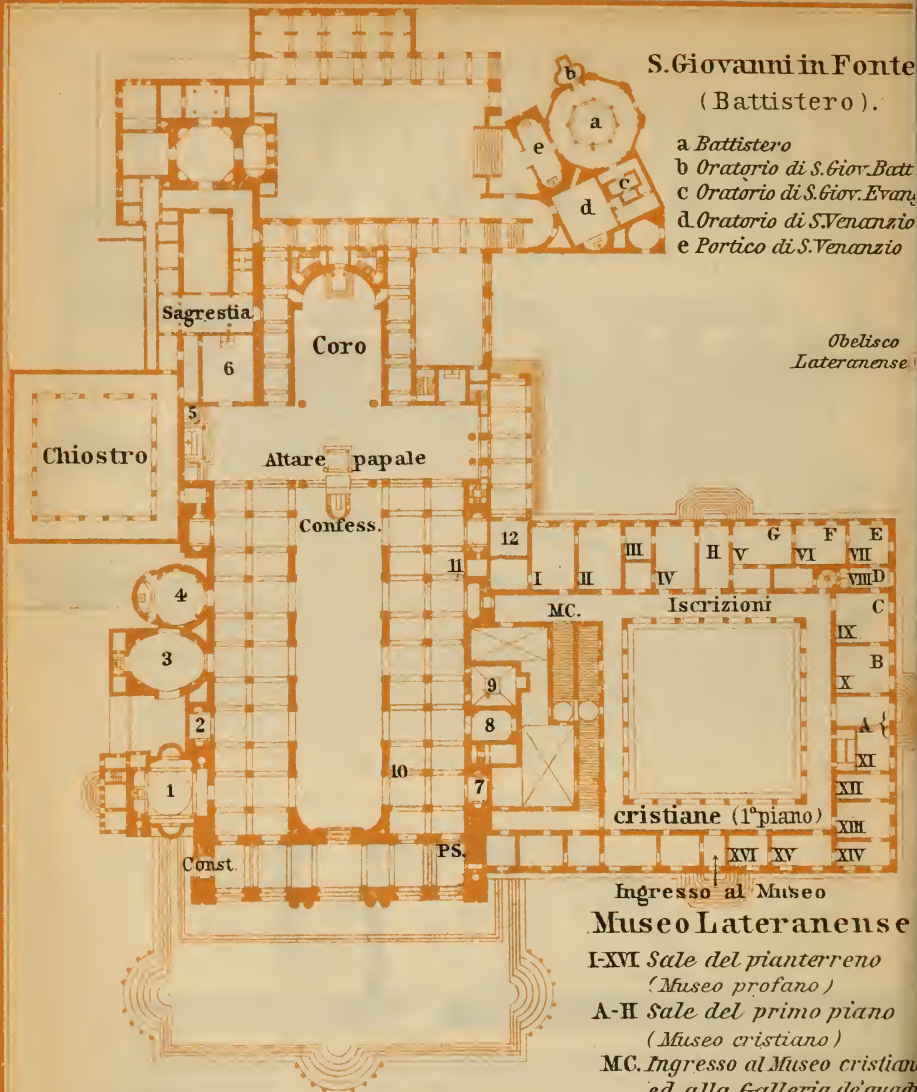 S.Giovanni in Fonte
(Battistero).
a Battistero
b Oratorio di S.Giov.Batt
c Oratorio di S.Giov.Evang
d Oratorio di S.Venanzio
e Portico di S.Venanzio
b
a
e
c
d
Sagrestia
Coro
6
Obelisco
Lateranense
5
Chiostro
Altare papale
Confess.
12
G F E
III H V VI VII
11
I II IV VIII D
4
MC. Iscrizioni
C
IX
3
B
9
X
2
8
A {
XI
1
10
7
XII
cristiane (1º piano)
XIII
Const.
PS.
XVI XV XIV
Ingresso al Museo
Museo Lateranense
I-XVI Sale del pianterreno
(Museo profano)
A-H Sale del primo piano
(Museo cristiano)
MC. Ingresso al Museo cristian
ed alla Galleria de' quad